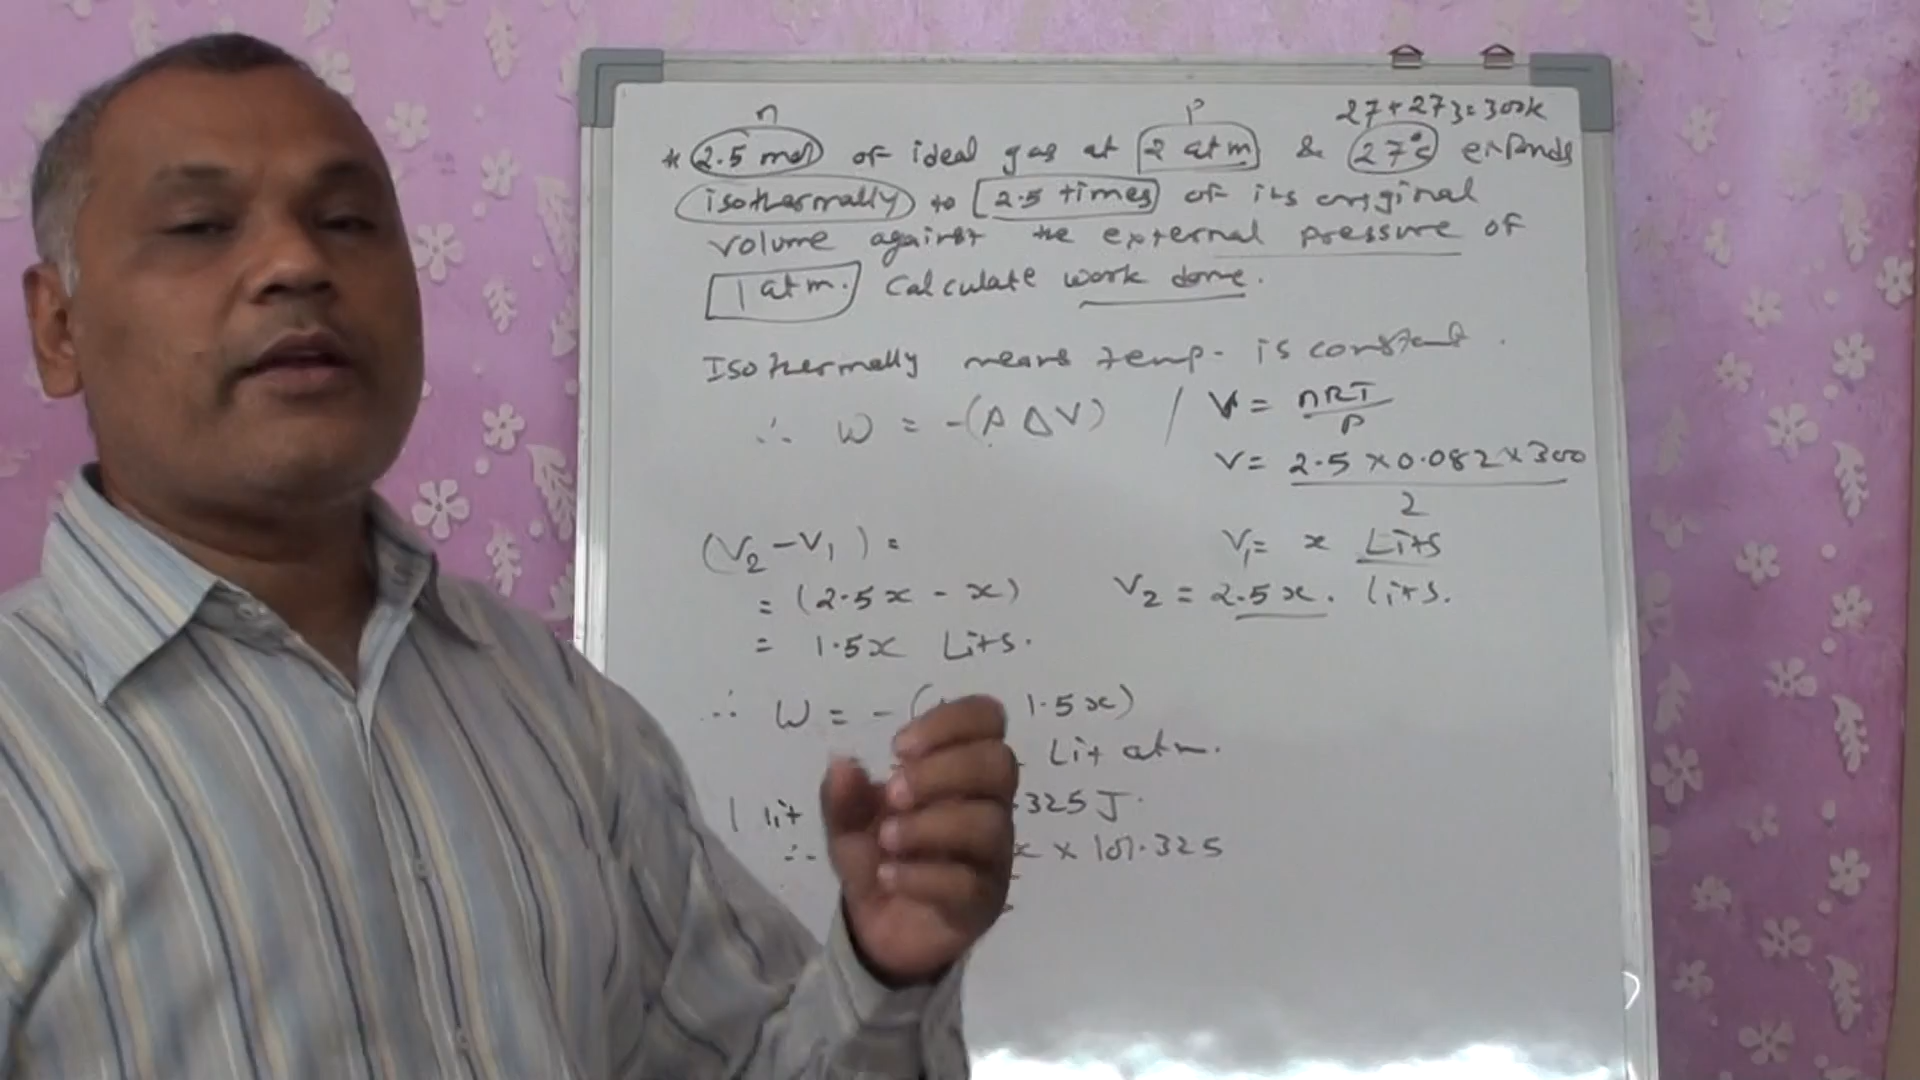 n P 27+273=300k
* 2.5 mol of ideal gas at 2 atm & 27°c expands
isothermally to 2.5 times of its original
volume against the external pressure of
1 atm. Calculate work done.
Isothermally means temp. is constant.
∴ W = -(P ΔV) / V = nRT/P
V = 2.5 × 0.082 × 300 / 2
(V₂ - V₁) = V₁ = x Lits
= (2.5x - x) V₂ = 2.5x. lits.
= 1.5x Lits.
∴ W = -( 1.5x)
Lit atm.
1 lit .325 J.
∴ x × 101.325
=